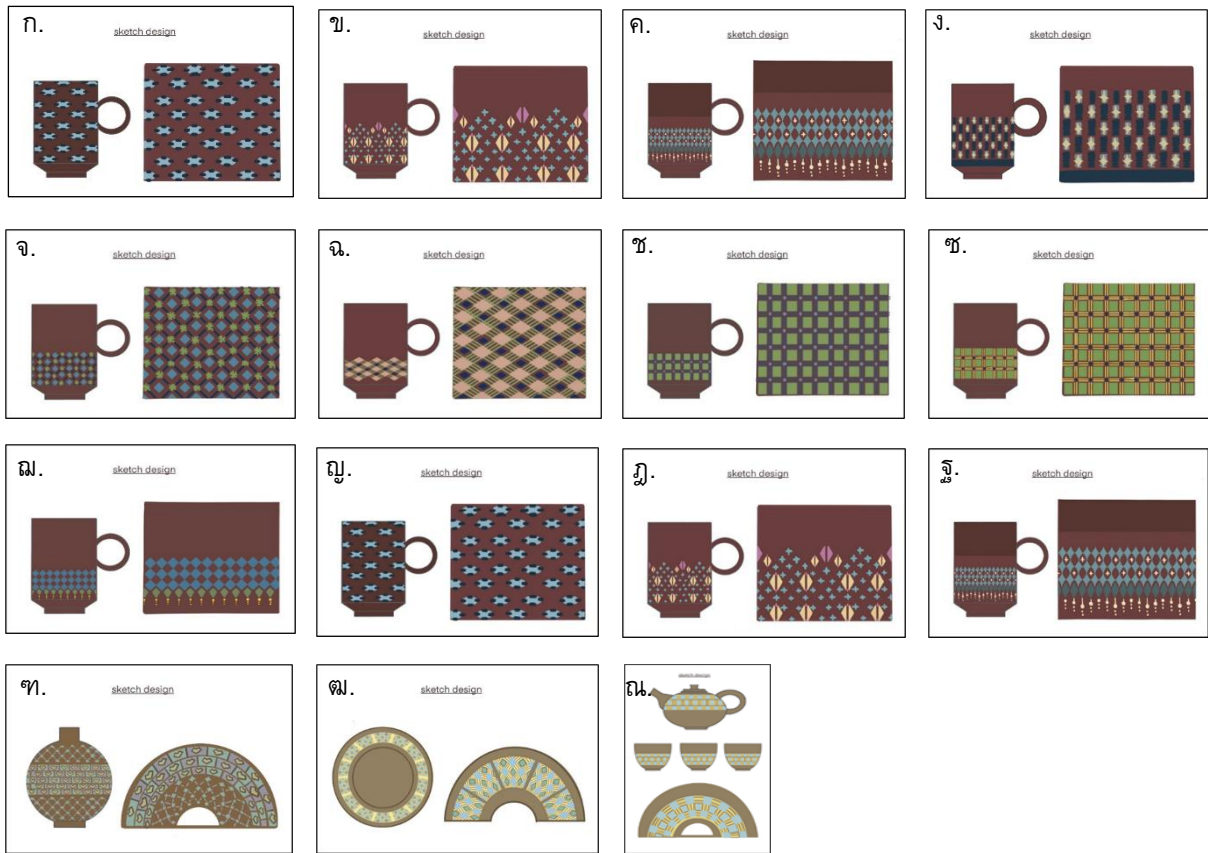 ก.
sketch design
ข.
sketch design
ค.
sketch design
ง.
sketch design
จ.
sketch design
ฉ.
sketch design
ช.
sketch design
ซ.
sketch design
ฌ.
sketch design
ญ.
sketch design
ฎ.
sketch design
ฐ.
sketch design
ฑ.
sketch design
ฒ.
sketch design
ณ.
sketch design